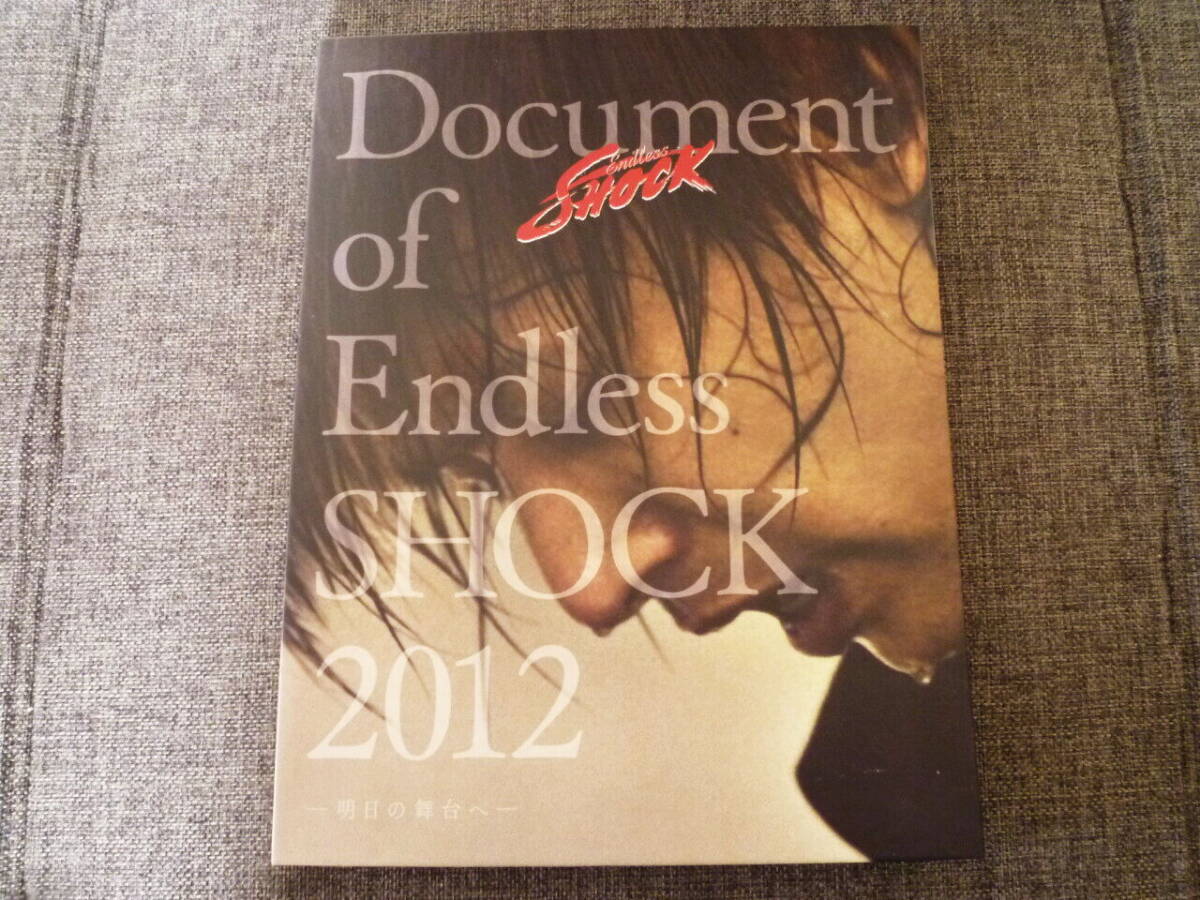 Document
Endless
SHOCK
of
Endless
SHOCK
2012
—明日の舞台へ—